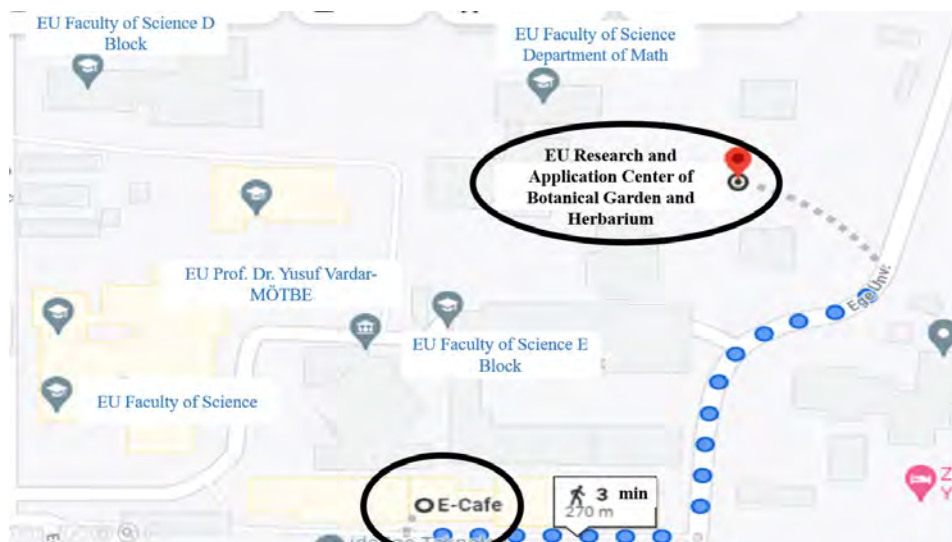 EU Faculty of Science D
Block
EU Faculty of Science
Department of Math
EU Research and
Application Center of
Botanical Garden and
Herbarium
EU Prof. Dr. Yusuf Vardar-
MÖTBE
Ege Ünv.
EU Faculty of Science E
Block
EU Faculty of Science
E-Cafe
3 min
270 m
Z
Y
E